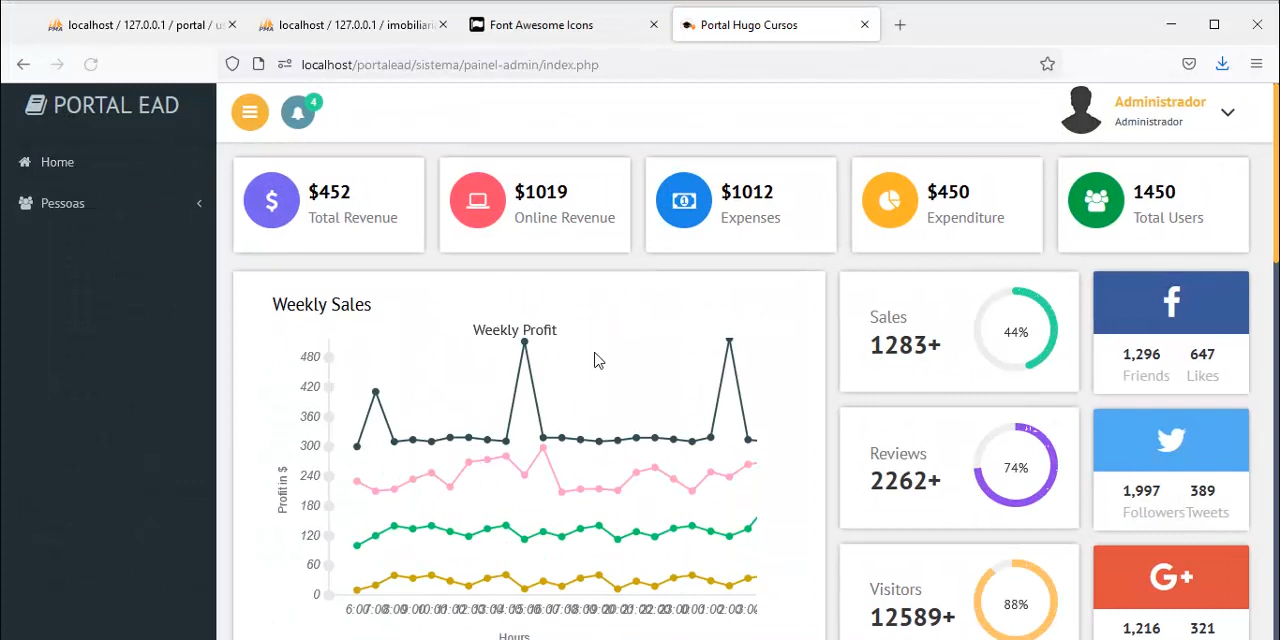 localhost / 127.0.0.1 / portal / us
localhost / 127.0.0.1 / imobiliari
Font Awesome Icons
Portal Hugo Cursos
localhost/portalead/sistema/painel-admin/index.php
PORTAL EAD
4
Administrador
Administrador
Home
Pessoas
$452
Total Revenue
$1019
Online Revenue
$1012
Expenses
$450
Expenditure
1450
Total Users
Weekly Sales
Weekly Profit
480
420
360
300
240
180
120
60
0
Profit in $
Hours
Sales
1283+
44%
Reviews
2262+
74%
Visitors
12589+
88%
1,296 647
Friends Likes
1,997 389
Followers Tweets
G+
1,216 321